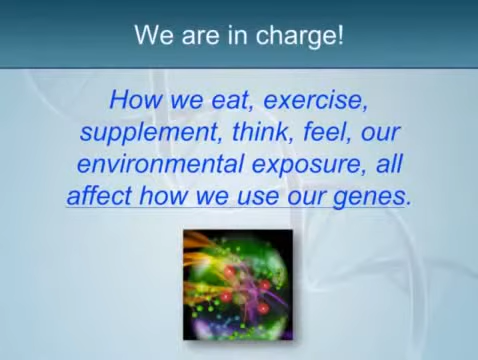 We are in charge!
How we eat, exercise,
supplement, think, feel, our
environmental exposure, all
affect how we use our genes.